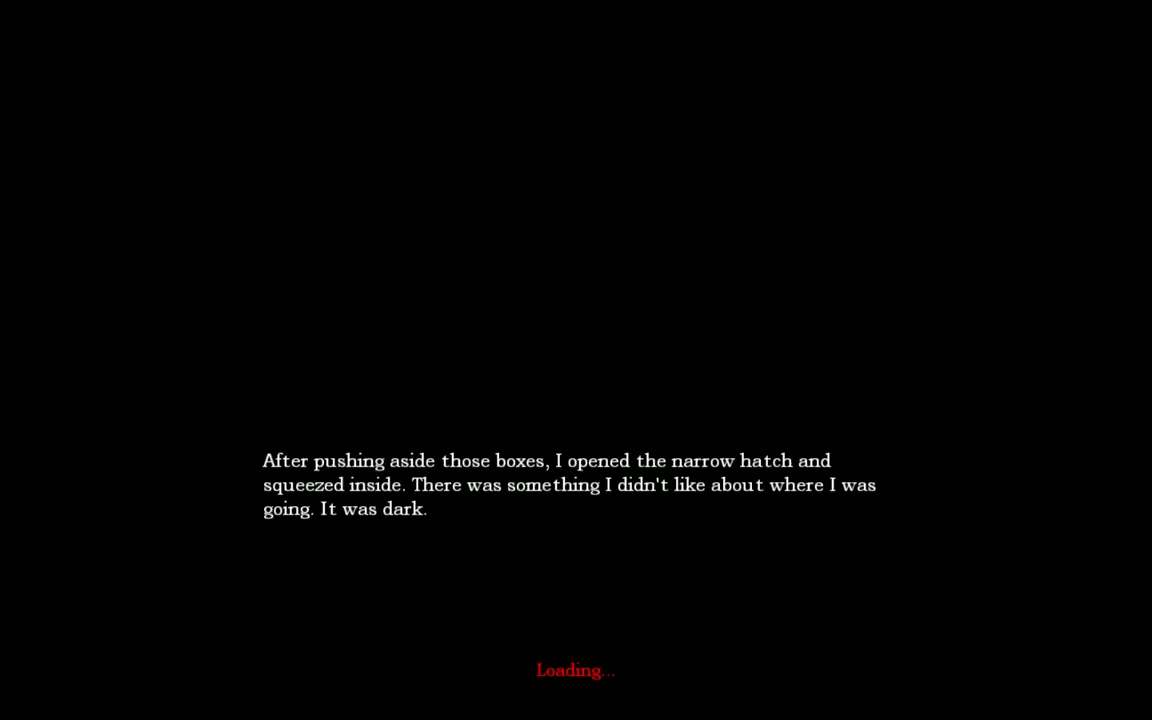 After pushing aside those boxes, I opened the narrow hatch and
squeezed inside. There was something I didn't like about where I was
going. It was dark.
Loading...